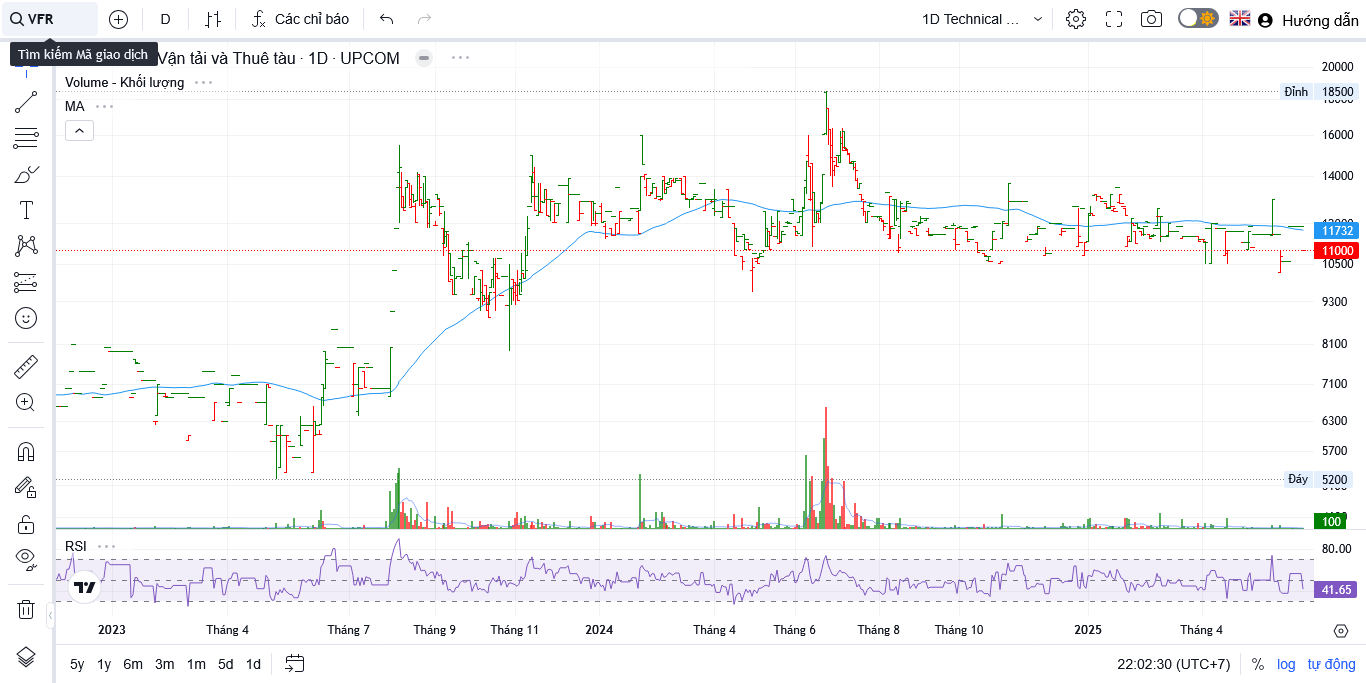 VFR
D
Các chỉ báo
1D Technical ...
Hướng dẫn
Tìm kiếm Mã giao dịch
Vận tải và Thuê tàu · 1D · UPCOM
Volume - Khối lượng
MA
20000
Đỉnh 18500
16000
14000
11732
11000
10500
9300
8100
7100
6300
5700
Đáy 5200
100
RSI
80.00
41.65
2023
Tháng 4
Tháng 7
Tháng 9
Tháng 11
2024
Tháng 4
Tháng 6
Tháng 8
Tháng 10
2025
Tháng 4
5y 1y 6m 3m 1m 5d 1d
22:02:30 (UTC+7)
%
log
tự động